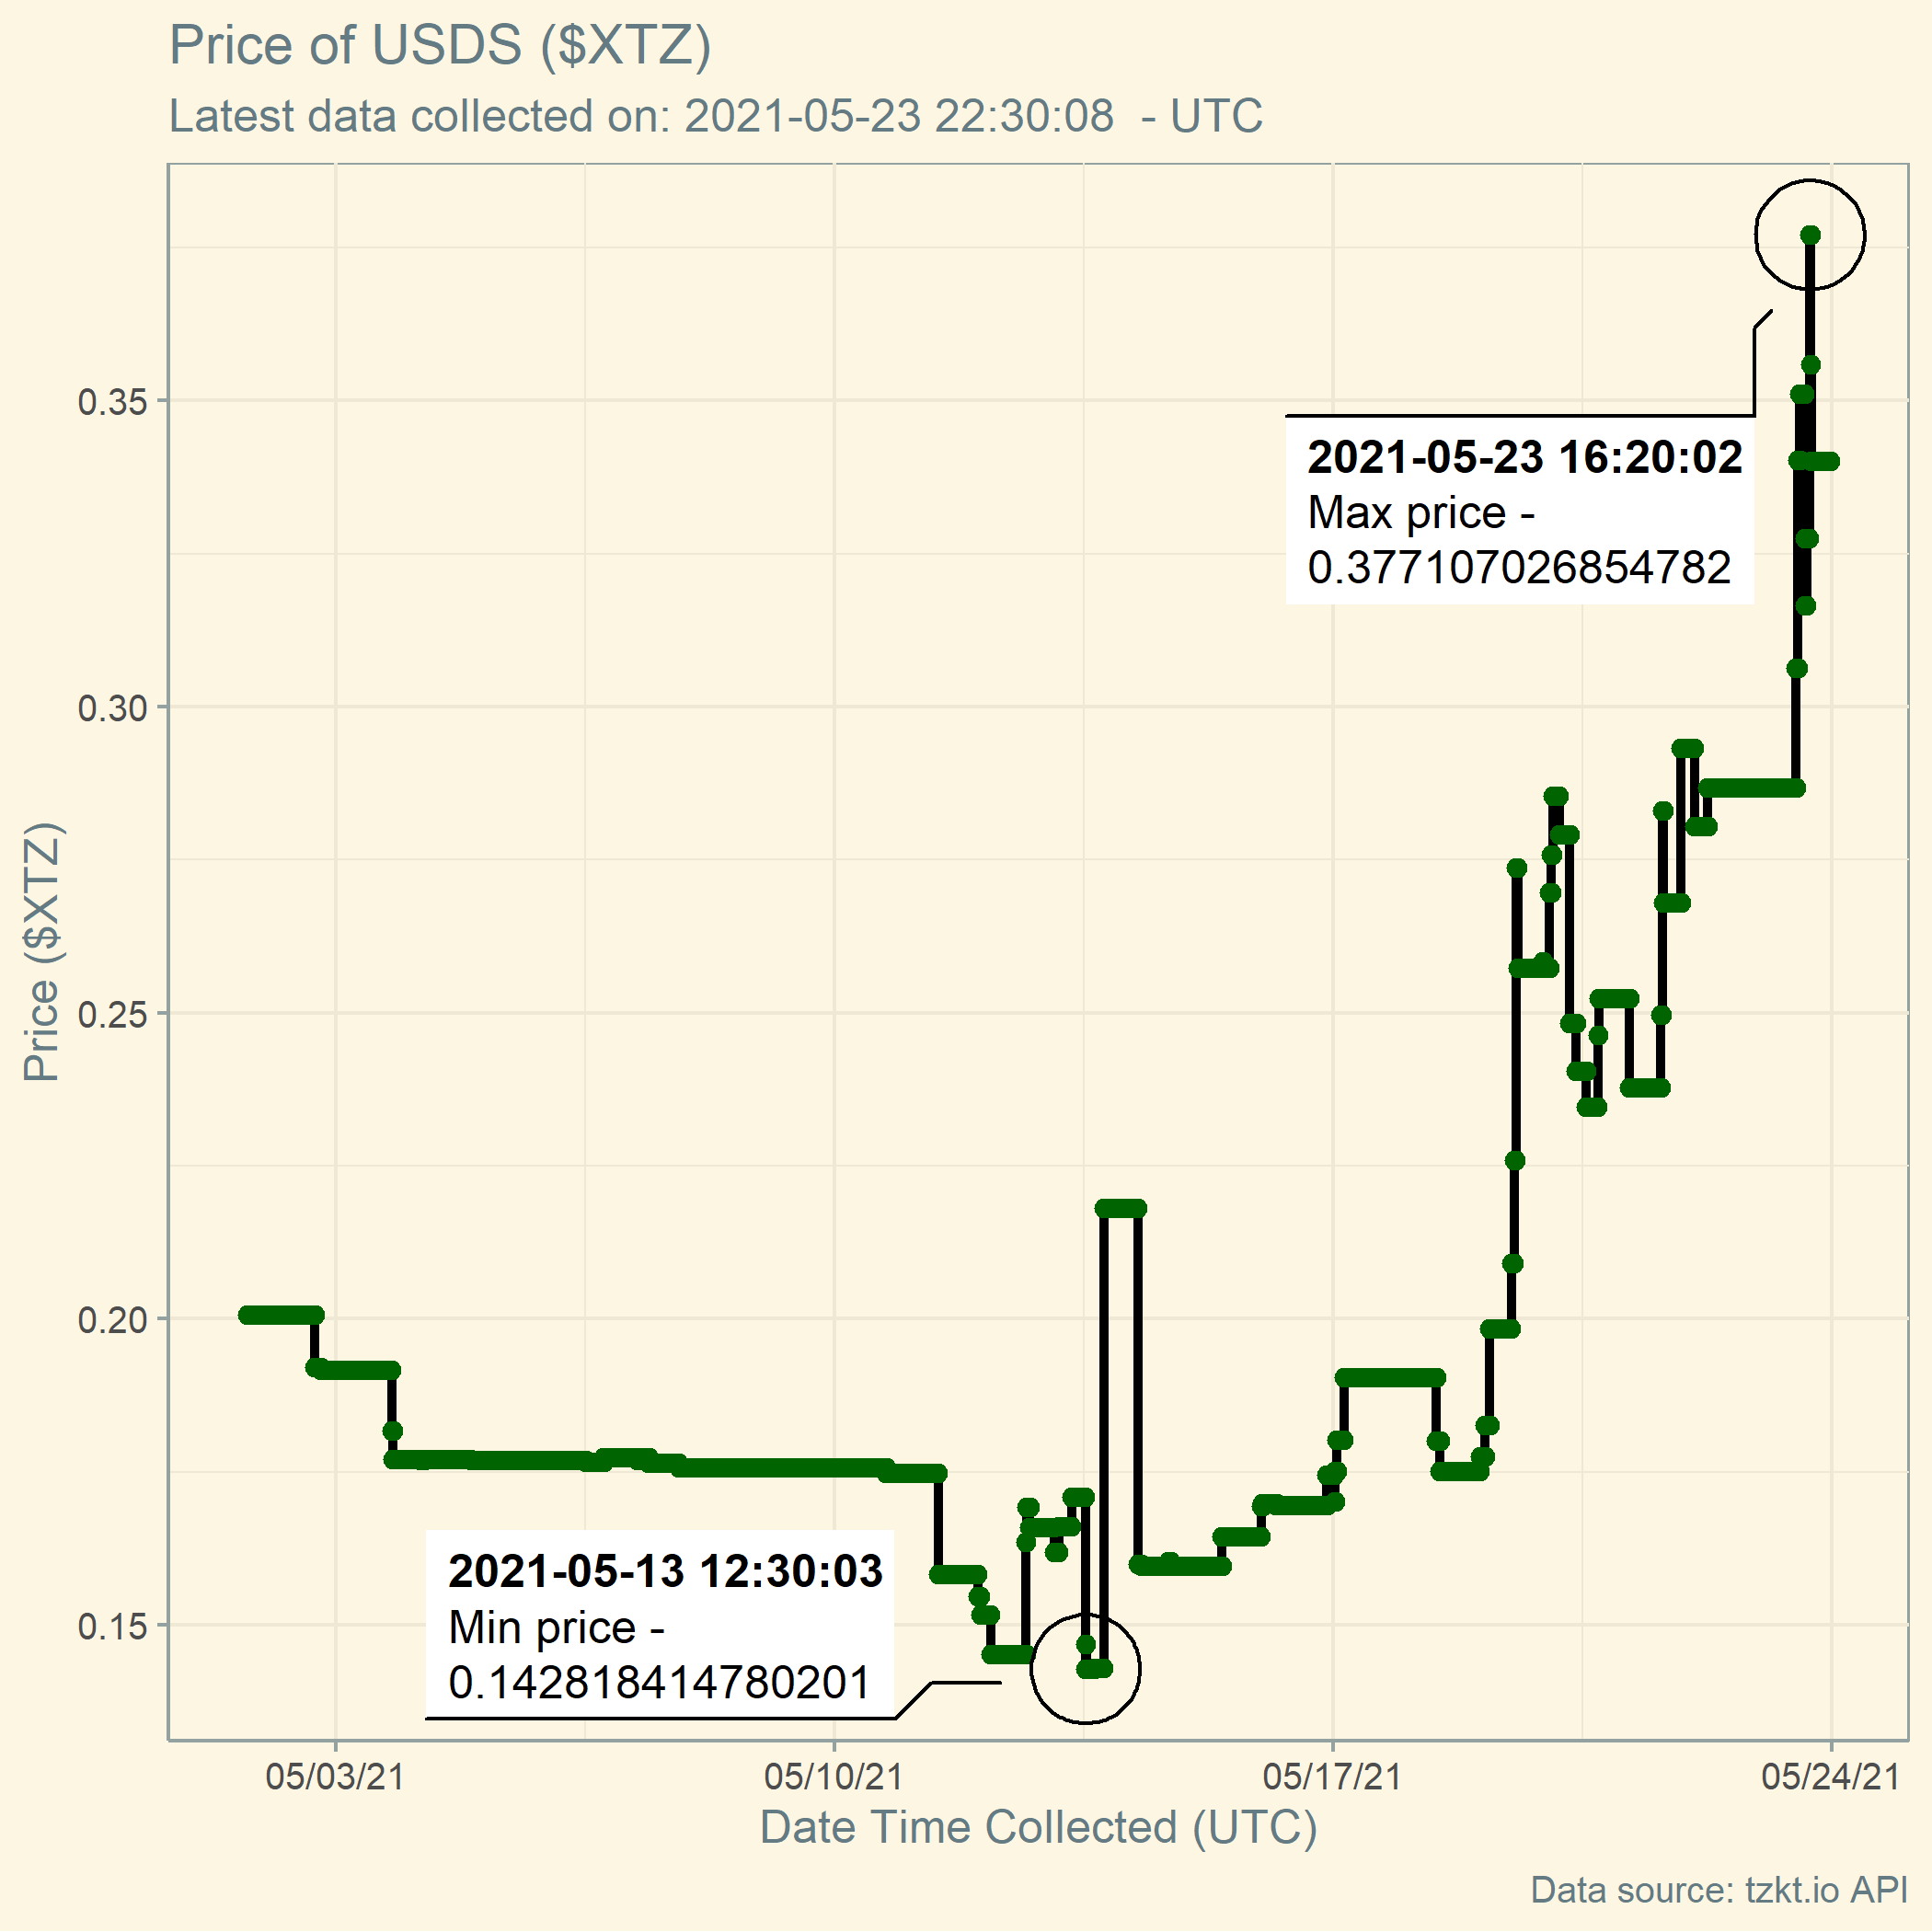 Price of USDS ($XTZ)
Latest data collected on: 2021-05-23 22:30:08  - UTC
Price ($XTZ)
0.35
0.30
0.25
0.20
0.15
2021-05-23 16:20:02
Max price -
0.377107026854782
2021-05-13 12:30:03
Min price -
0.142818414780201
05/03/21
05/10/21
05/17/21
05/24/21
Date Time Collected (UTC)
Data source: tzkt.io API